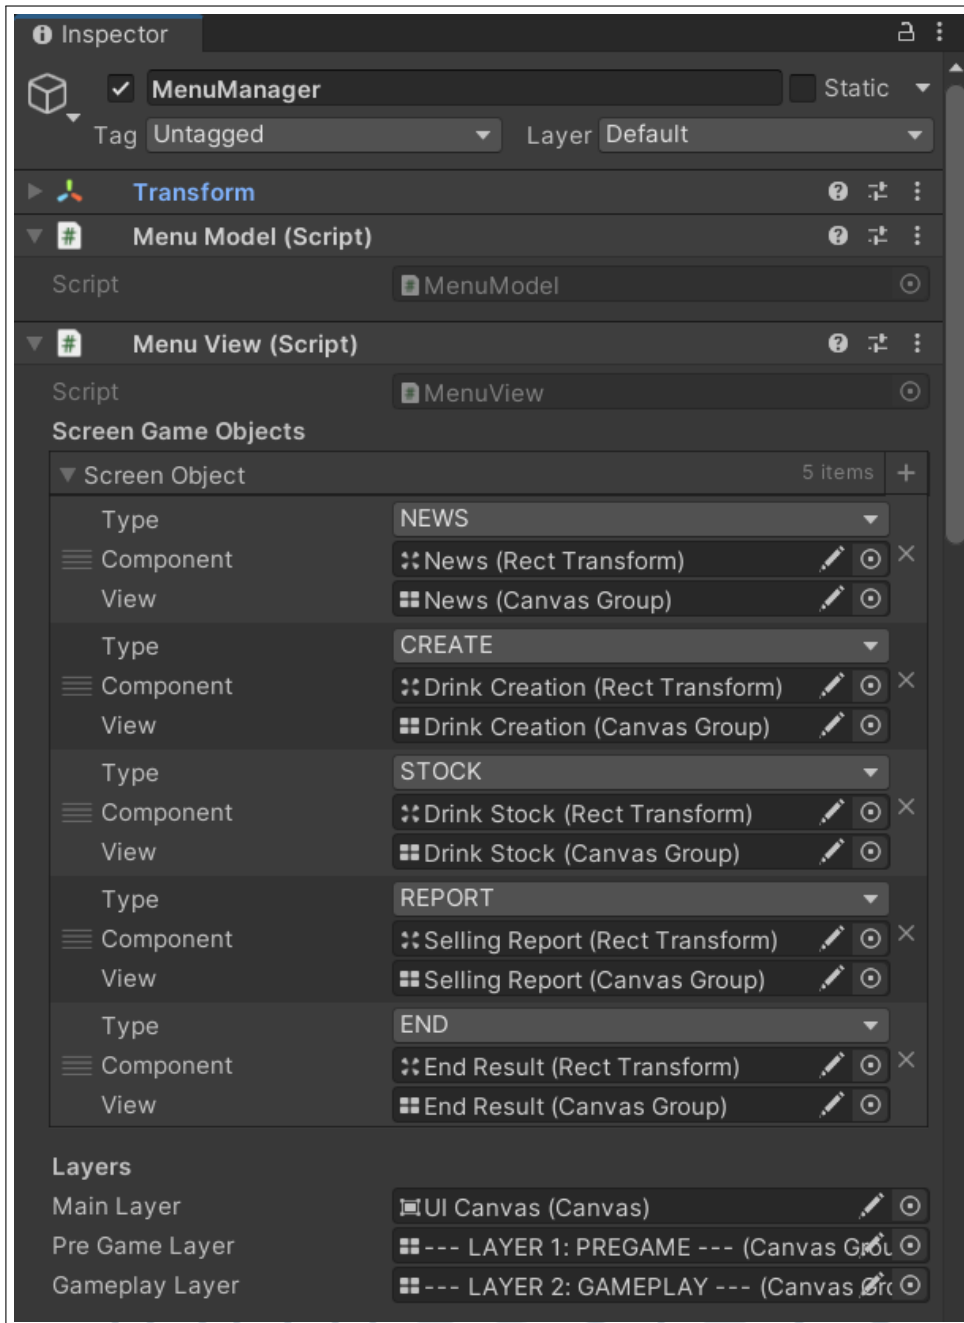 Inspector
MenuManager Static
Tag Untagged Layer Default
Transform
# Menu Model (Script)
Script # MenuModel
# Menu View (Script)
Script # MenuView
Screen Game Objects
Screen Object 5 items +
Type NEWS
Component News (Rect Transform)
View News (Canvas Group)
Type CREATE
Component Drink Creation (Rect Transform)
View Drink Creation (Canvas Group)
Type STOCK
Component Drink Stock (Rect Transform)
View Drink Stock (Canvas Group)
Type REPORT
Component Selling Report (Rect Transform)
View Selling Report (Canvas Group)
Type END
Component End Result (Rect Transform)
View End Result (Canvas Group)
Layers
Main Layer UI Canvas (Canvas)
Pre Game Layer --- LAYER 1: PREGAME --- (Canvas Grou
Gameplay Layer --- LAYER 2: GAMEPLAY --- (Canvas Gro